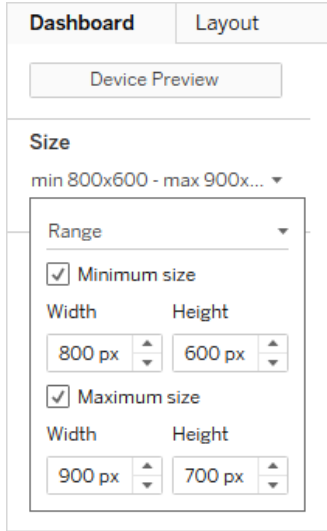 Dashboard Layout
Device Preview
Size
min 800x600 - max 900x...
Range
Minimum size
Width Height
800 px 600 px
Maximum size
Width Height
900 px 700 px